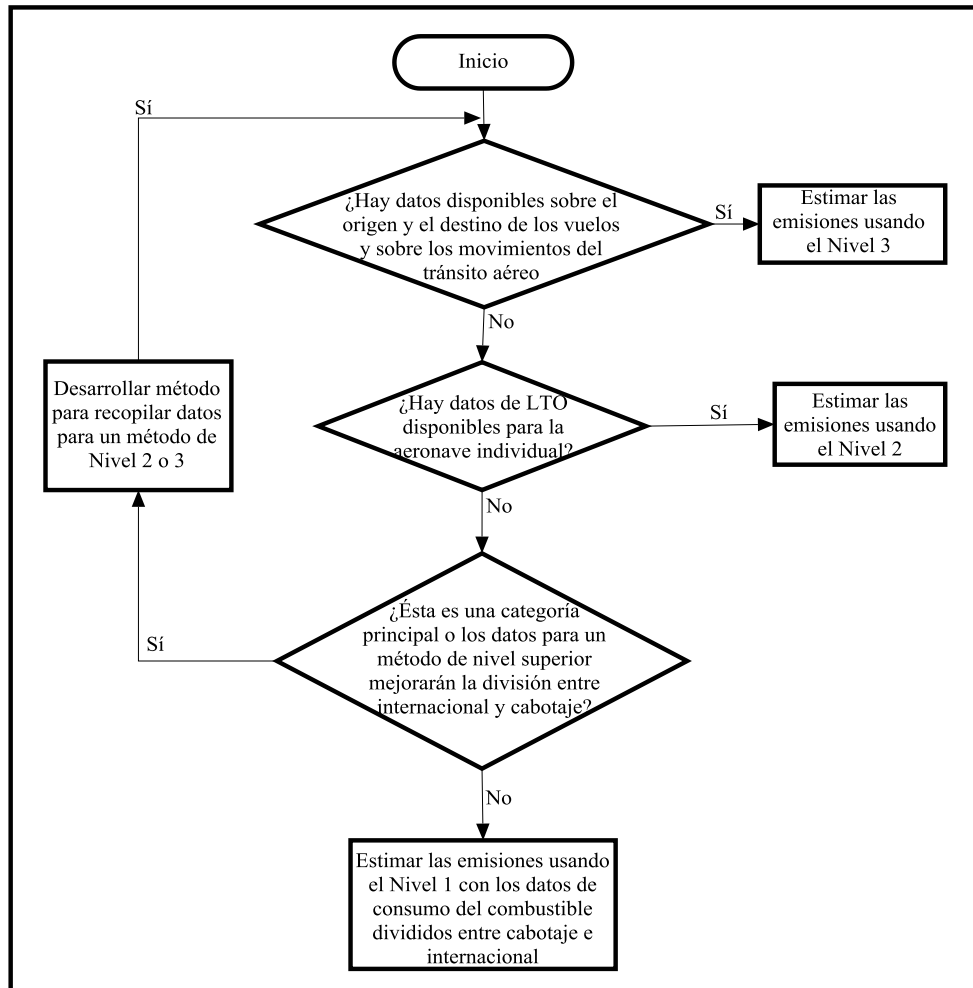 Inicio
Sí
¿Hay datos disponibles sobre el
origen y el destino de los vuelos
y sobre los movimientos del
tránsito aéreo
Sí
Estimar las
emisiones usando
el Nivel 3
No
Desarrollar método
para recopilar datos
para un método de
Nivel 2 o 3
¿Hay datos de LTO
disponibles para la
aeronave individual?
Sí
Estimar las
emisiones usando
el Nivel 2
No
¿Ésta es una categoría
principal o los datos para un
método de nivel superior
mejorarán la división entre
internacional y cabotaje?
Sí
No
Estimar las emisiones usando
el Nivel 1 con los datos de
consumo del combustible
divididos entre cabotaje e
internacional